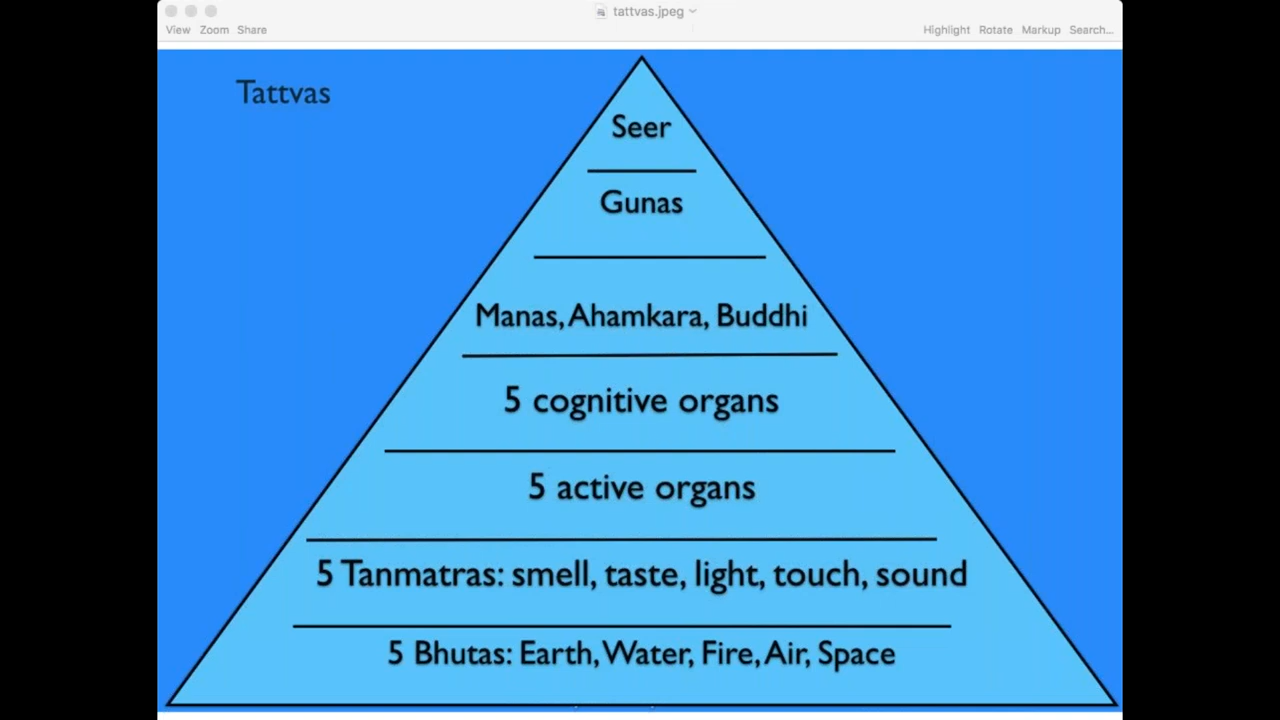 tattvas.jpeg
View Zoom Share Highlight Rotate Markup Search...
Tattvas
Seer
Gunas
Manas, Ahamkara, Buddhi
5 cognitive organs
5 active organs
5 Tanmatras: smell, taste, light, touch, sound
5 Bhutas: Earth, Water, Fire, Air, Space